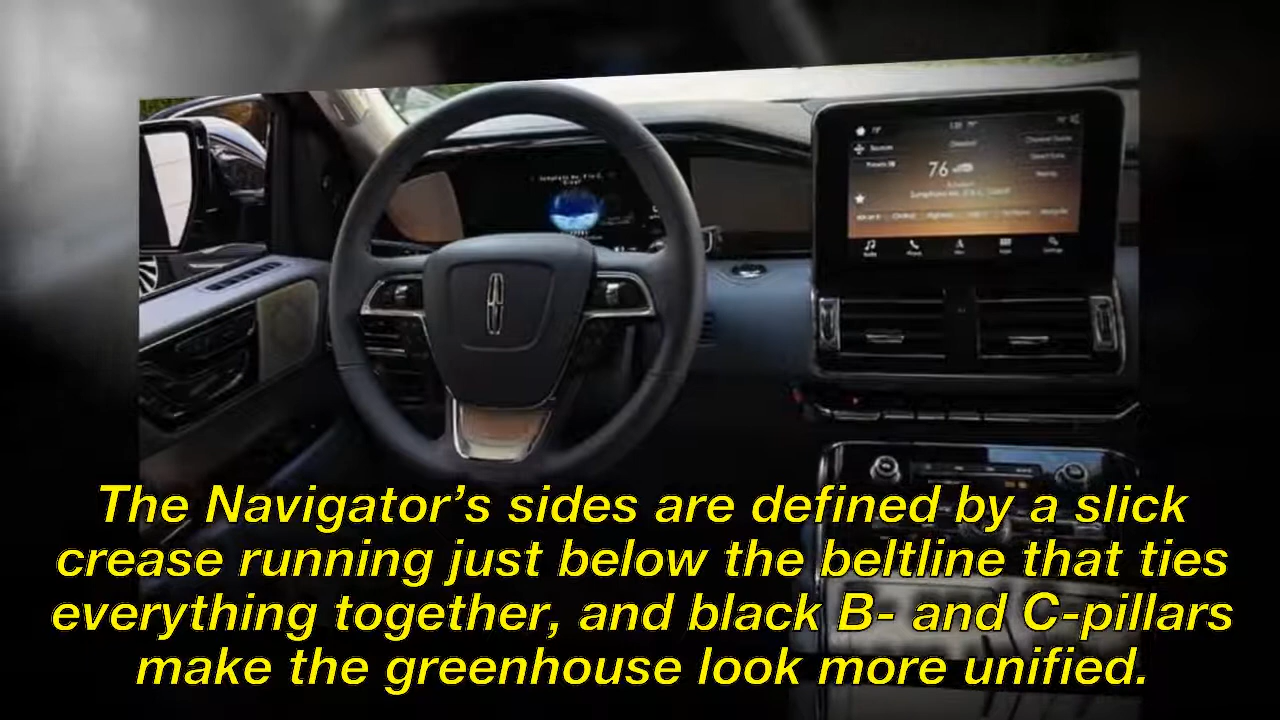 76
The Navigator’s sides are defined by a slick
crease running just below the beltline that ties
everything together, and black B- and C-pillars
make the greenhouse look more unified.